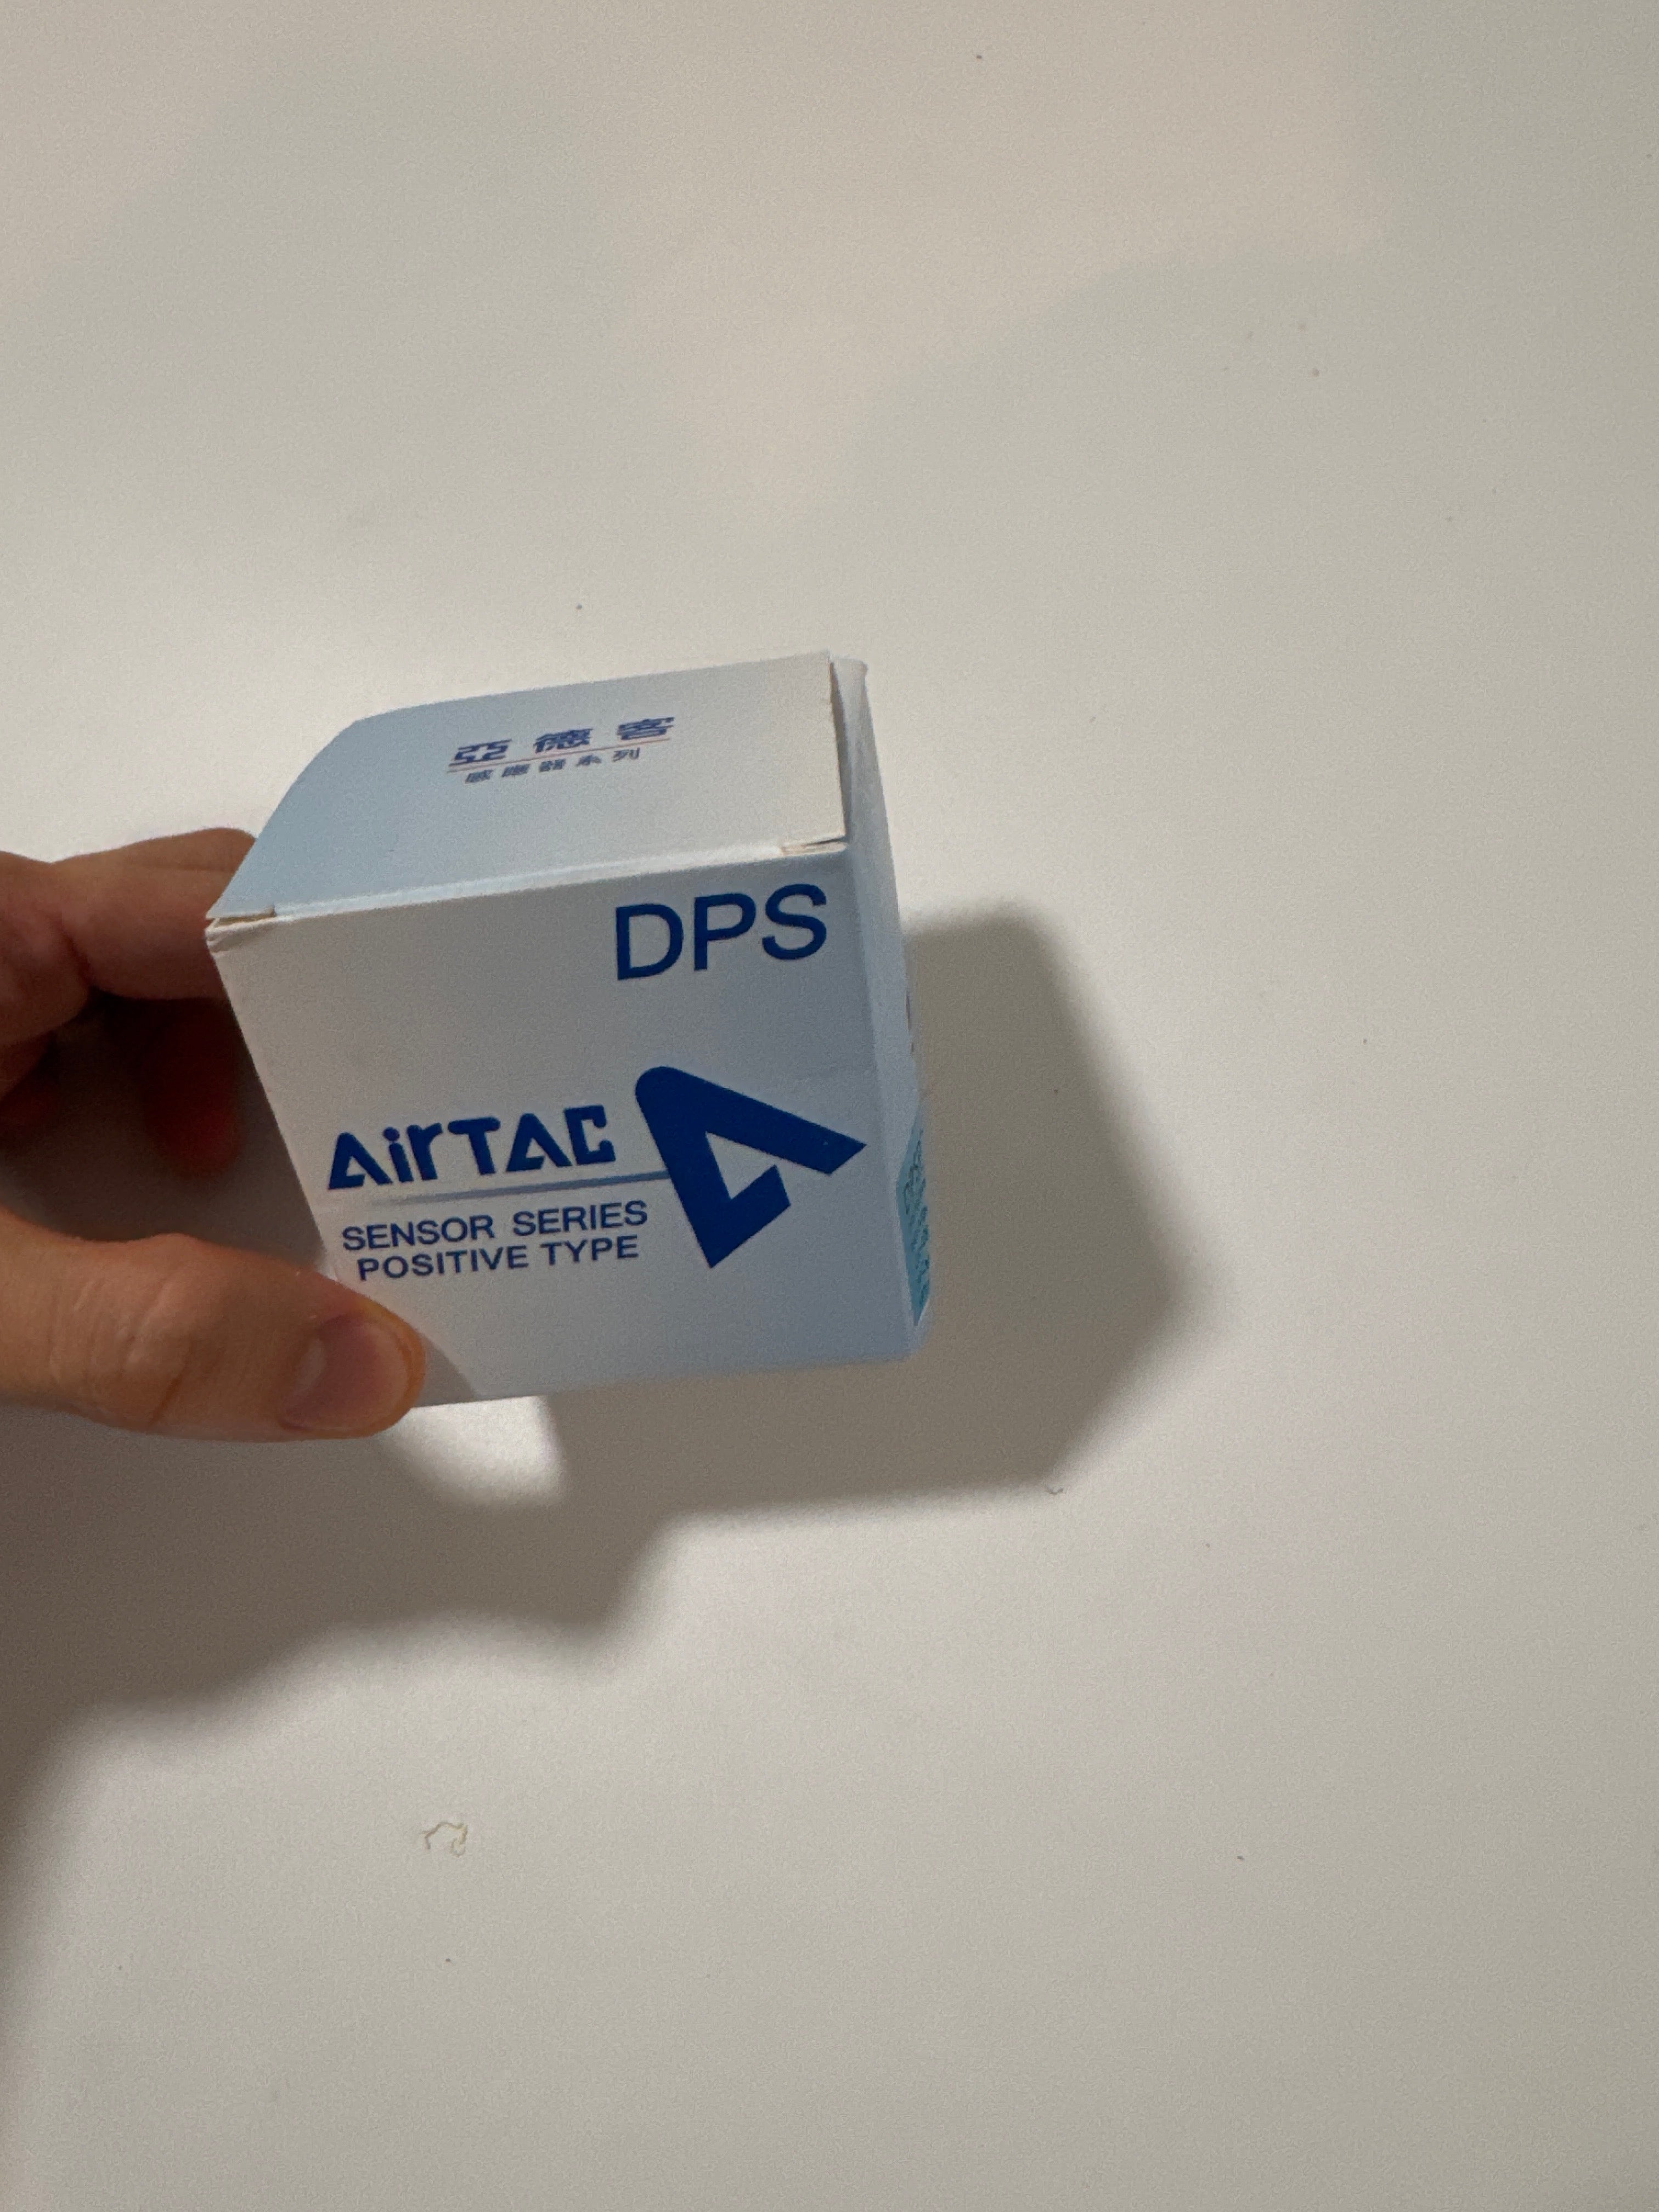 亞德客
感應器系列
DPS
AirTAC
SENSOR SERIES
POSITIVE TYPE